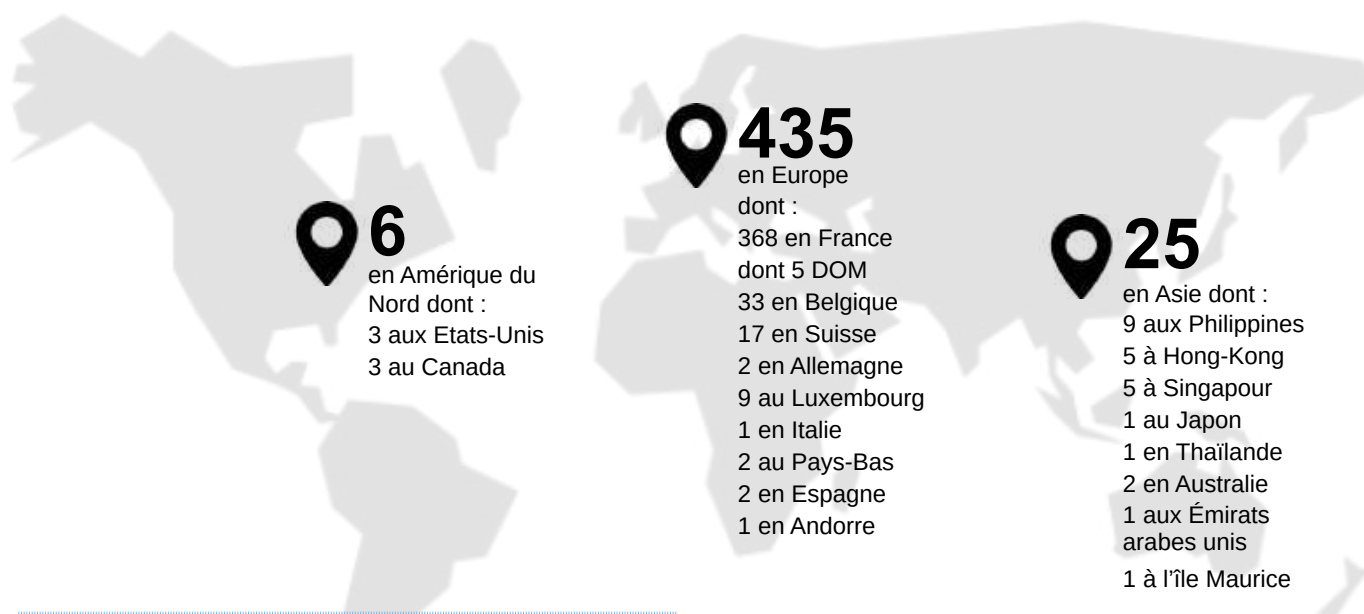 6
en Amérique du
Nord dont :
3 aux Etats-Unis
3 au Canada
435
en Europe
dont :
368 en France
dont 5 DOM
33 en Belgique
17 en Suisse
2 en Allemagne
9 au Luxembourg
1 en Italie
2 au Pays-Bas
2 en Espagne
1 en Andorre
25
en Asie dont :
9 aux Philippines
5 à Hong-Kong
5 à Singapour
1 au Japon
1 en Thaïlande
2 en Australie
1 aux Émirats
arabes unis
1 à l’île Maurice